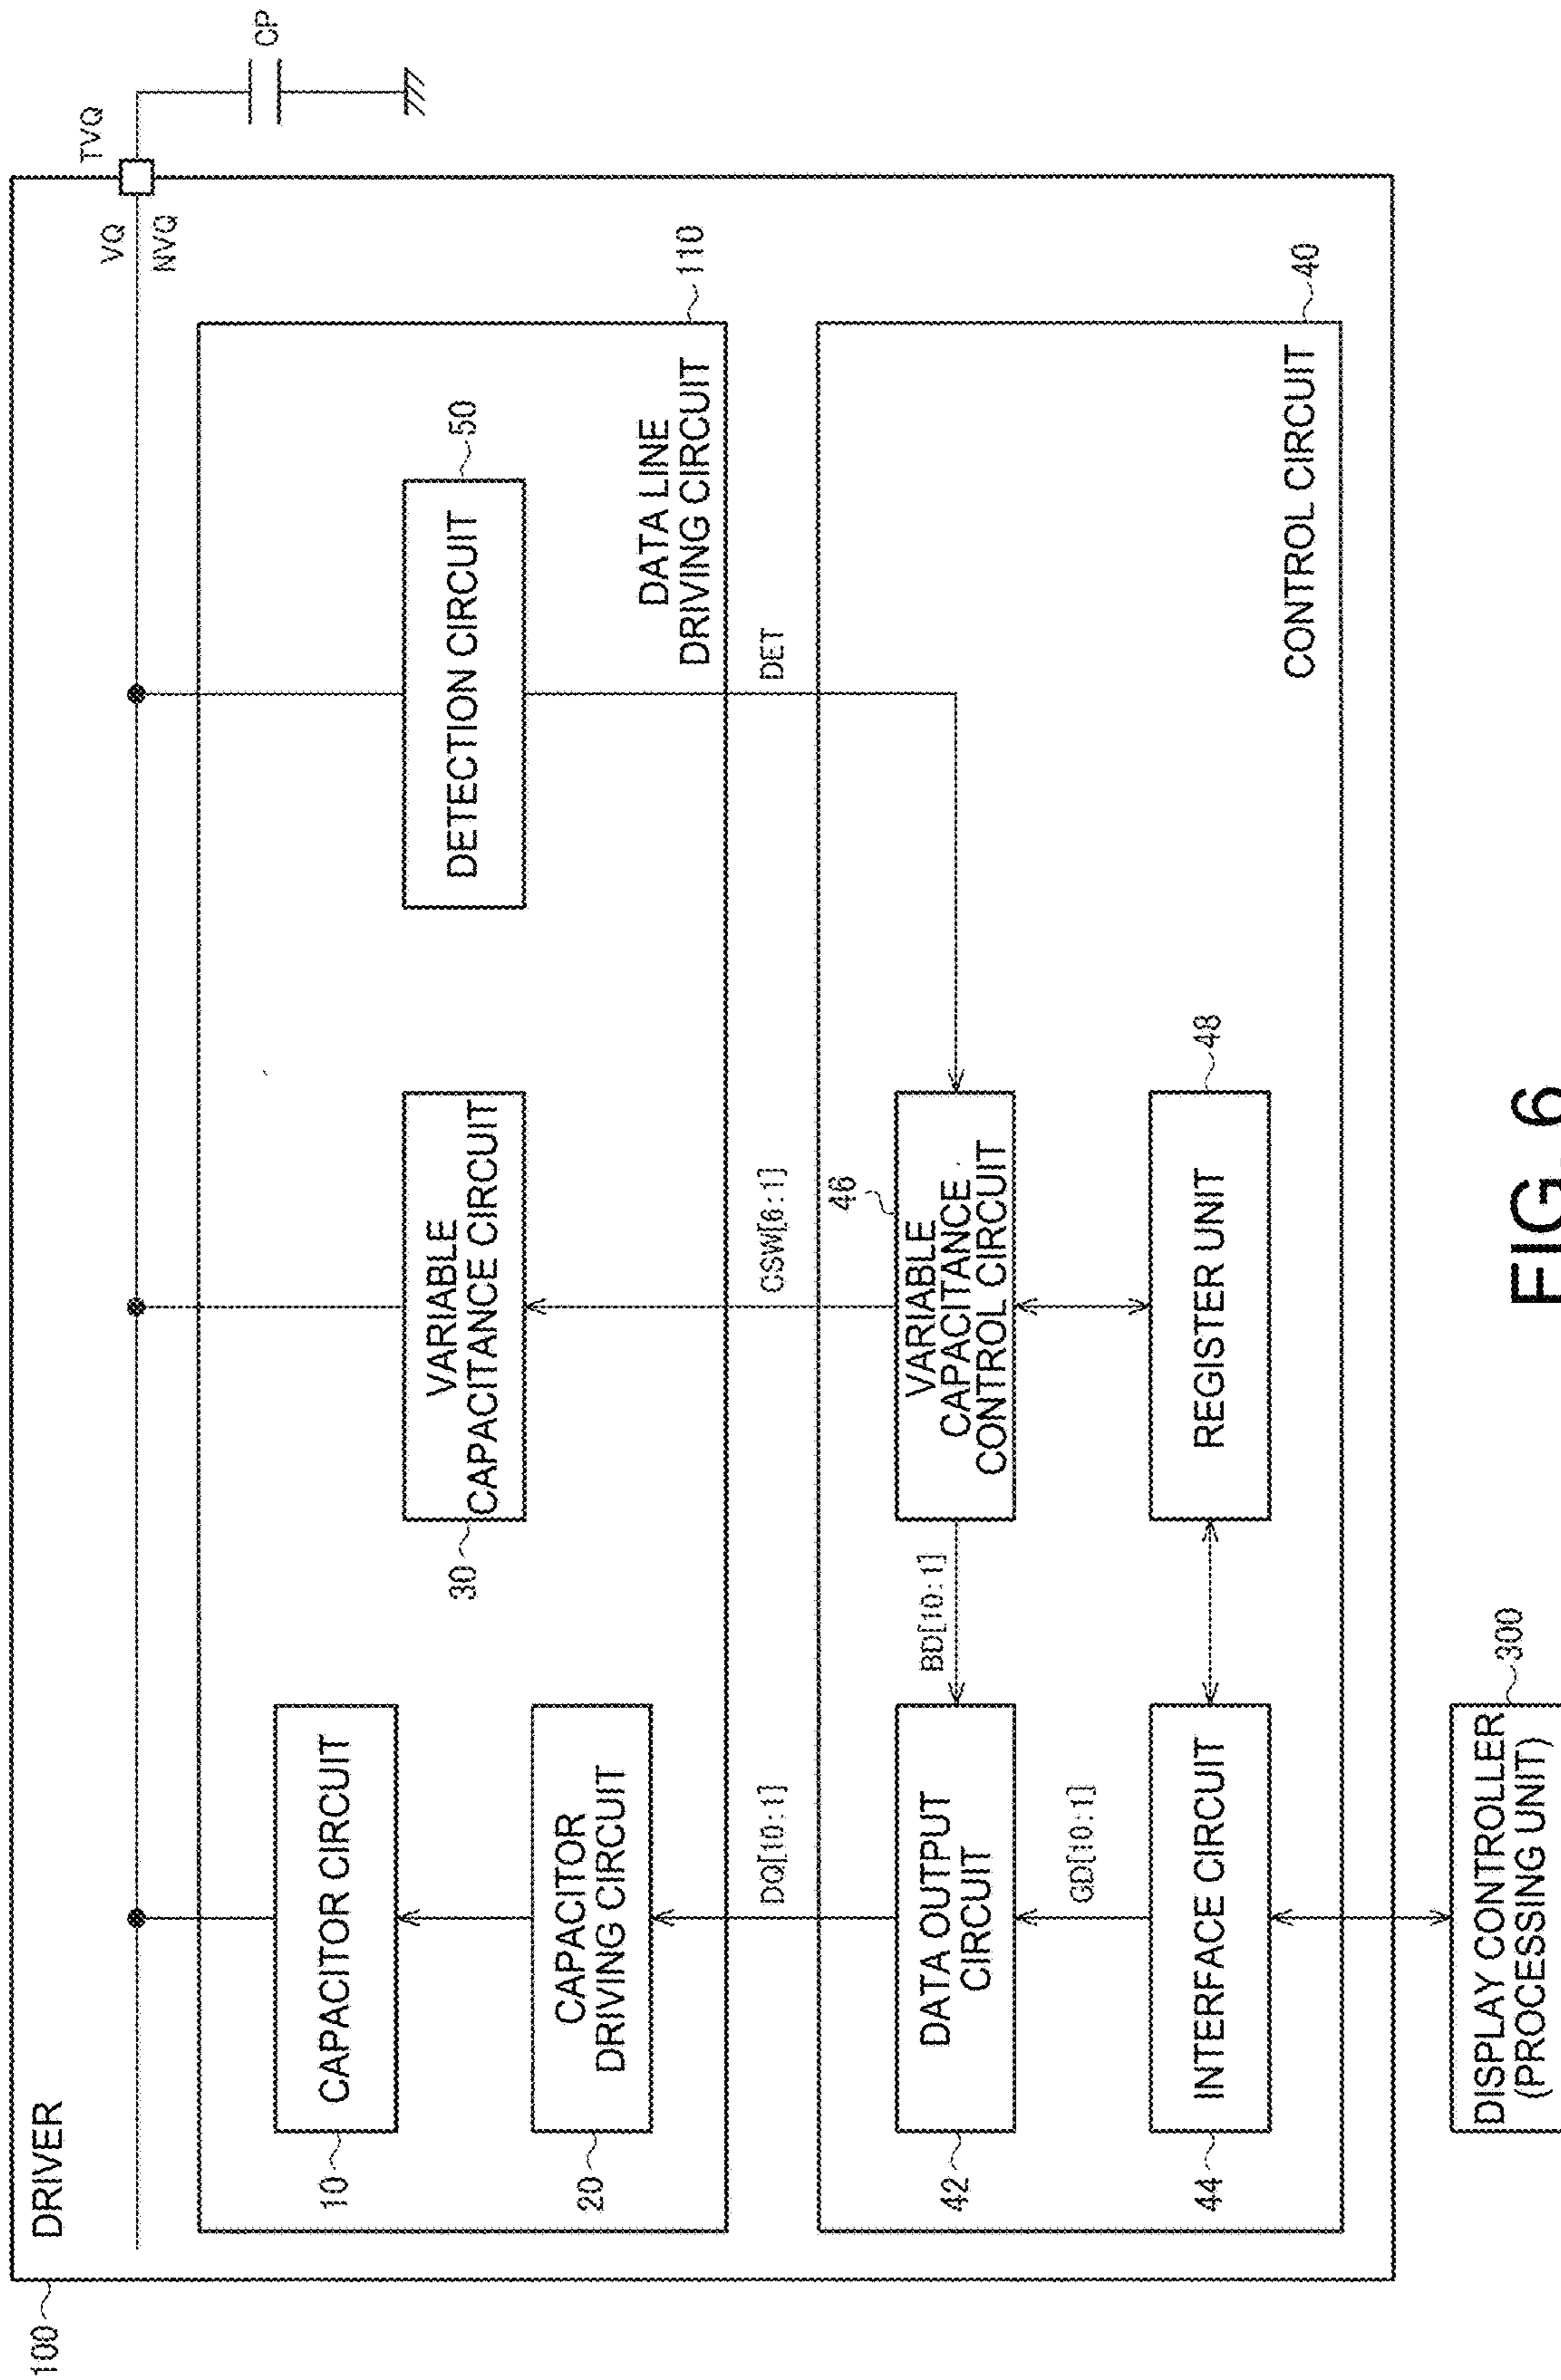 100
DRIVER
VQ
NVQ
TVQ
CP
10
CAPACITOR CIRCUIT
20
CAPACITOR
DRIVING CIRCUIT
30
VARIABLE
CAPACITANCE CIRCUIT
DETECTION CIRCUIT
50
DATA LINE
DRIVING CIRCUIT
110
DQ[10:1]
CSW[6:1]
DET
42
DATA OUTPUT
CIRCUIT
BD[10:1]
46
VARIABLE
CAPACITANCE
CONTROL CIRCUIT
GD[10:1]
44
INTERFACE CIRCUIT
REGISTER UNIT
48
CONTROL CIRCUIT
40
DISPLAY CONTROLLER
(PROCESSING UNIT)
300
FIG. 6